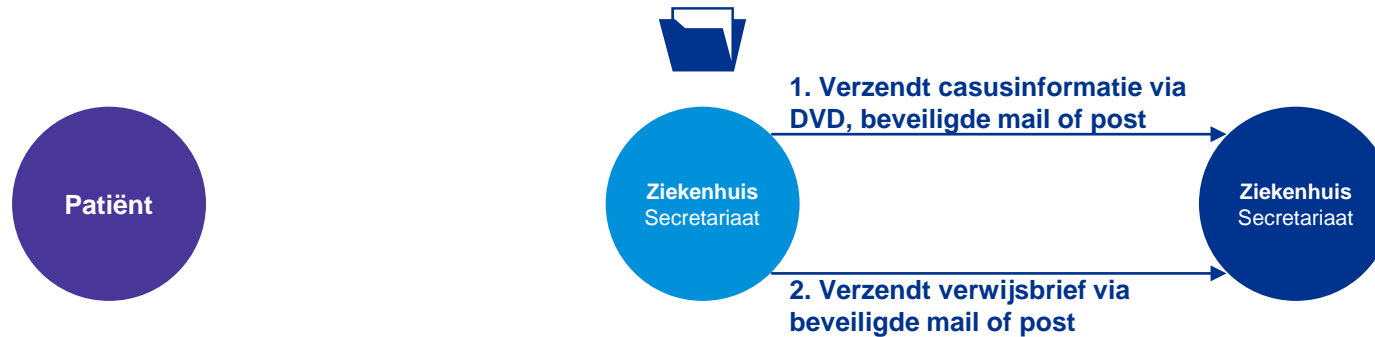 1. Verzendt casusinformatie via
DVD, beveiligde mail of post
Patiënt
Ziekenhuis
Secretariaat
Ziekenhuis
Secretariaat
2. Verzendt verwijsbrief via
beveiligde mail of post